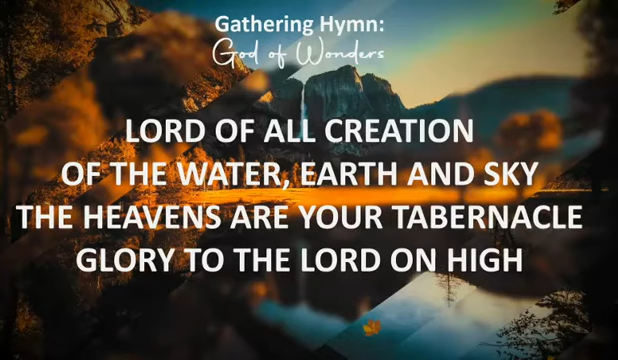 Gathering Hymn:
God of Wonders
LORD OF ALL CREATION
OF THE WATER, EARTH AND SKY
THE HEAVENS ARE YOUR TABERNACLE
GLORY TO THE LORD ON HIGH